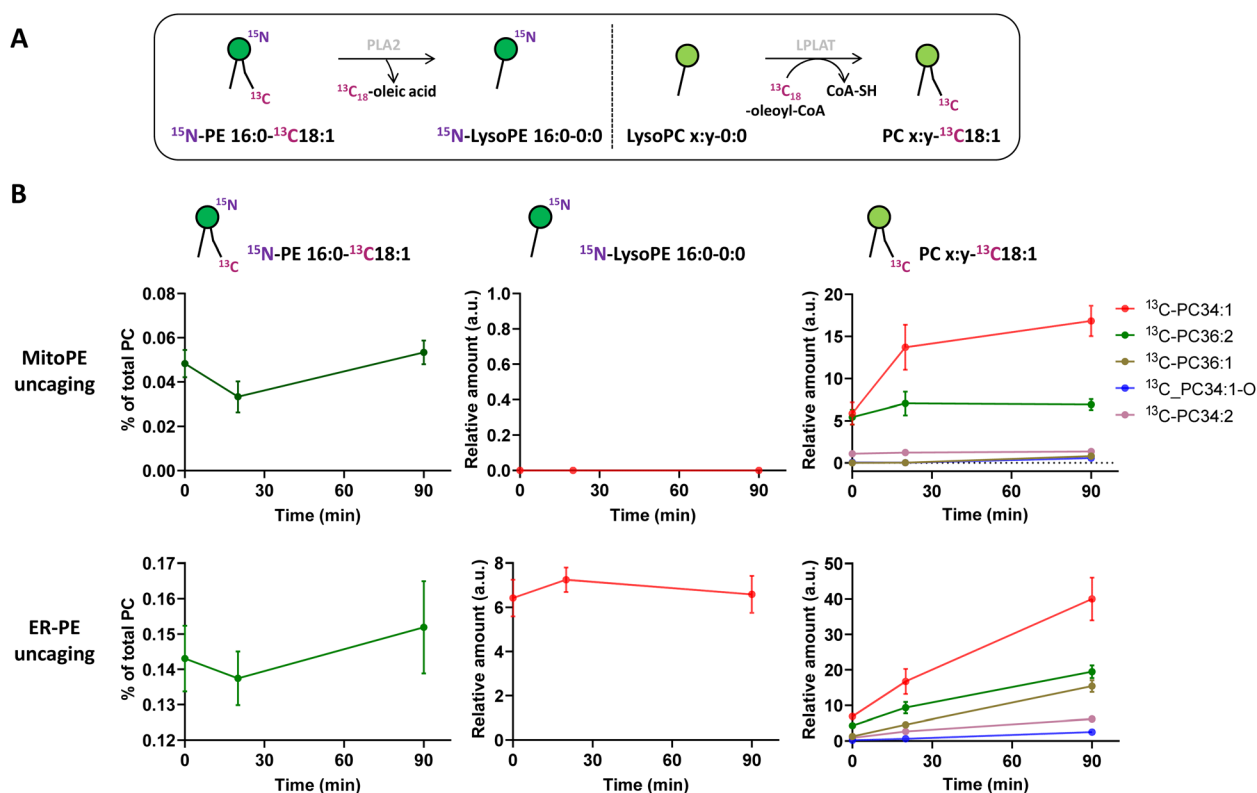 A
15N
PLA2
13C18-oleic acid
13C
15N-PE 16:0-13C18:1
15N
15N-LysoPE 16:0-0:0
LPLAT
13C18
-oleoyl-CoA
CoA-SH
LysoPC x:y-0:0
13C
PC x:y-13C18:1
B
15N
13C
15N-PE 16:0-13C18:1
15N
15N-LysoPE 16:0-0:0
13C
PC x:y-13C18:1
MitoPE
uncaging
% of total PC
0.08
0.06
0.04
0.02
0.00
0 30 60 90
Time (min)
Relative amount (a.u.)
1.0
0.8
0.6
0.4
0.2
0.0
0 30 60 90
Time (min)
Relative amount (a.u.)
20
15
10
5
0
0 30 60 90
Time (min)
13C-PC34:1
13C-PC36:2
13C-PC36:1
13C_PC34:1-O
13C-PC34:2
ER-PE
uncaging
% of total PC
0.17
0.16
0.15
0.14
0.13
0.12
0 30 60 90
Time (min)
Relative amount (a.u.)
8
6
4
2
0
0 30 60 90
Time (min)
Relative amount (a.u.)
50
40
30
20
10
0
0 30 60 90
Time (min)